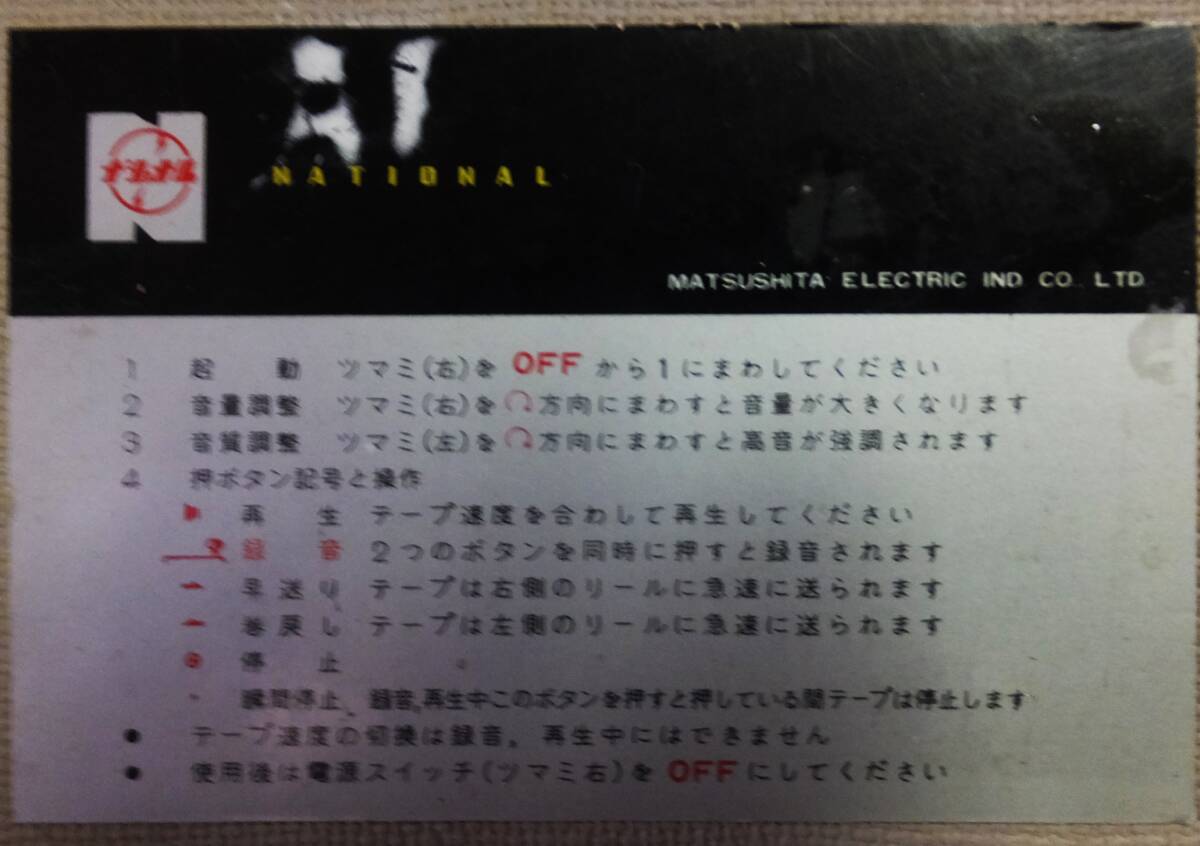 ナショナル
NATIONAL
MATSUSHITA ELECTRIC IND CO. LTD
1 起動 ツマミ(右)を OFF から1にまわしてください
2 音量調整 ツマミ(右)を 方向にまわすと音量が大きくなります
3 音質調整 ツマミ(左)を 方向にまわすと高音が強調されます
4 押ボタン記号と操作
再生 テープ速度を合わして再生してください
録音 2つのボタンを同時に押すと録音されます
早送り テープは右側のリールに急速に送られます
巻戻し テープは左側のリールに急速に送られます
停止
瞬間停止、録音,再生中このボタンを押すと押している間テープは停止します
● テープ速度の切換は録音,再生中にはできません
● 使用後は電源スイッチ(ツマミ右)を OFF にしてください